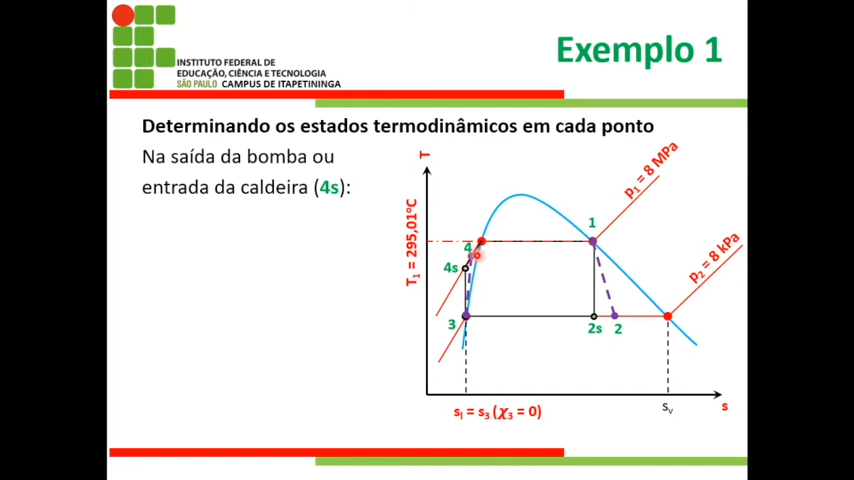 INSTITUTO FEDERAL DE
EDUCAÇÃO, CIÊNCIA E TECNOLOGIA
SÃO PAULO CAMPUS DE ITAPETININGA
Exemplo 1
Determinando os estados termodinâmicos em cada ponto
Na saída da bomba ou
entrada da caldeira (4s):
T
p₁ = 8 MPa
p₂ = 8 kPa
T₁ = 295,01°C
1
4
4s
3
2s
2
sₗ = s₃ (χ₃ = 0)
sᵥ
s